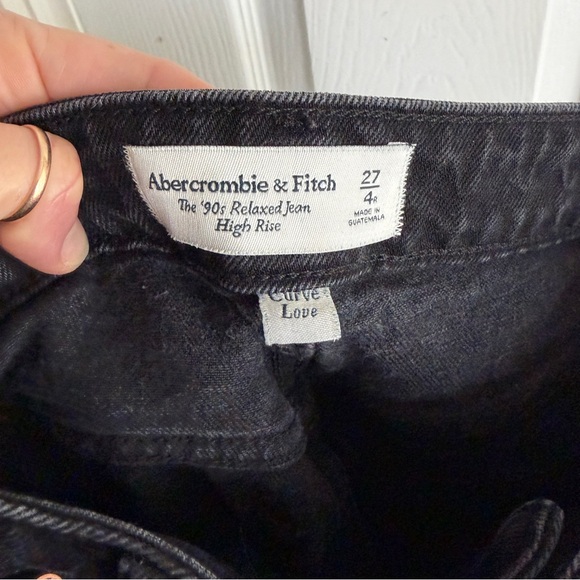 Abercrombie & Fitch
The '90s Relaxed Jean
High Rise
27
4R
MADE IN
GUATEMALA
Curve
Love